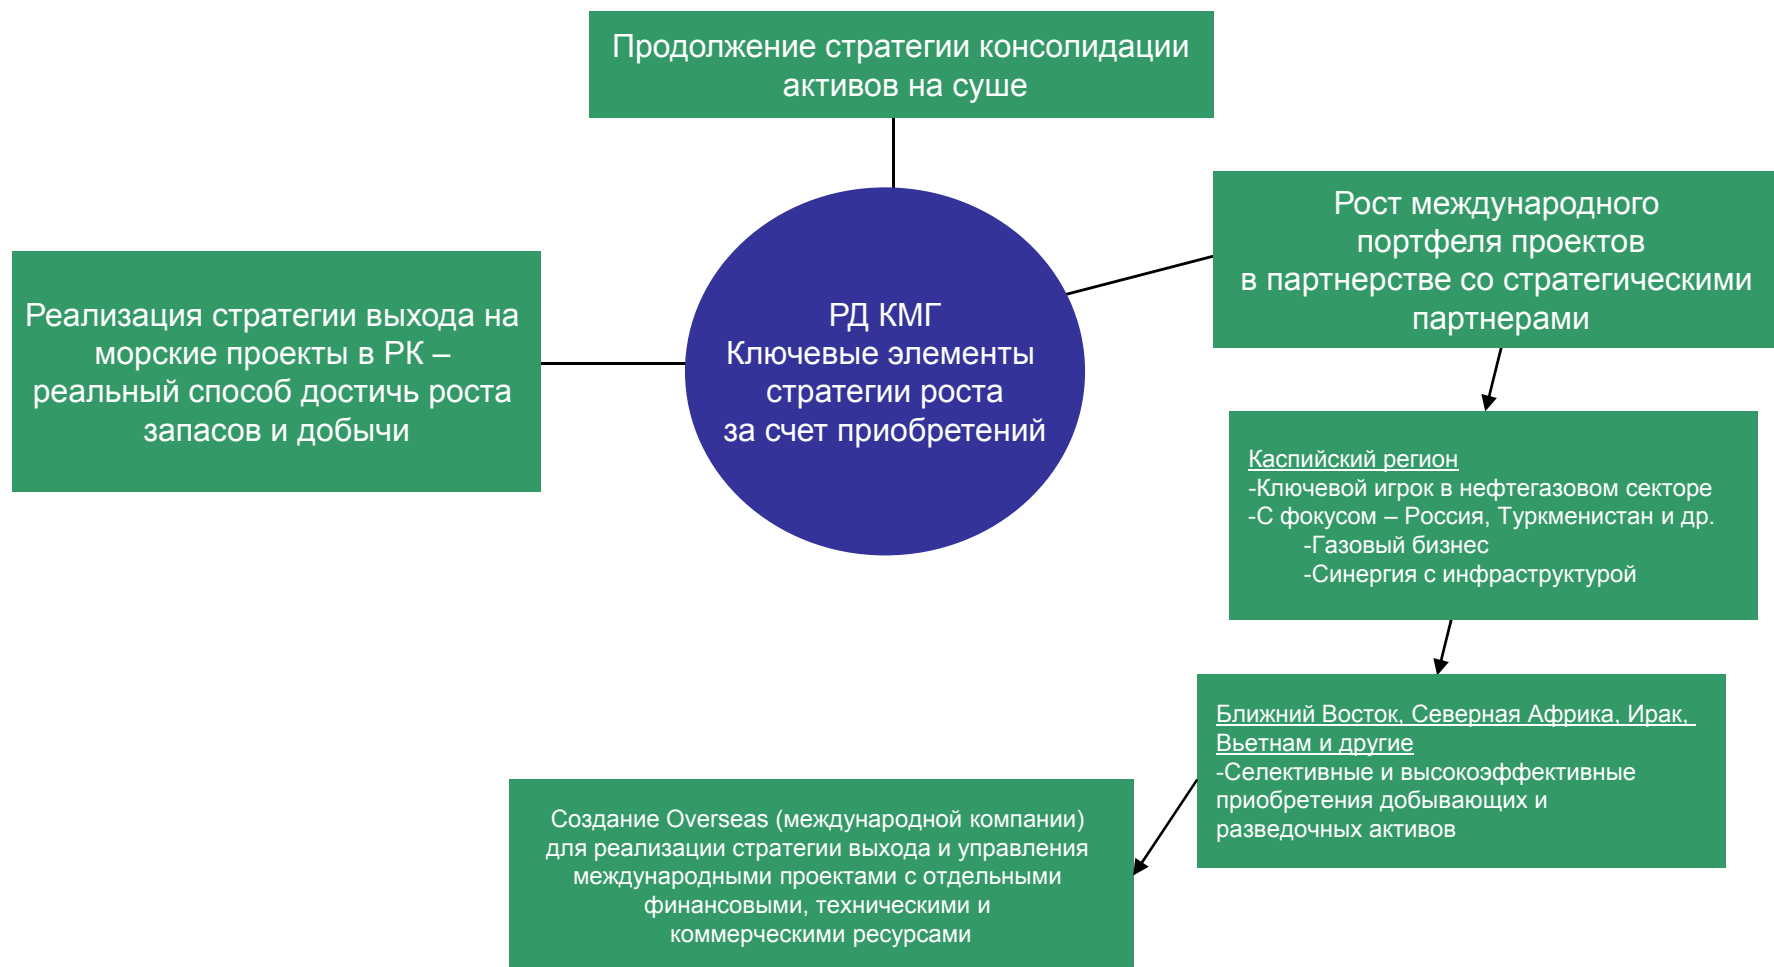 Продолжение стратегии консолидации
активов на суше
Рост международного
портфеля проектов
в партнерстве со стратегическими
партнерами
Реализация стратегии выхода на
морские проекты в РК –
реальный способ достичь роста
запасов и добычи
РД КМГ
Ключевые элементы
стратегии роста
за счет приобретений
Каспийский регион
-Ключевой игрок в нефтегазовом секторе
-С фокусом – Россия, Туркменистан и др.
-Газовый бизнес
-Синергия с инфраструктурой
Ближний Восток, Северная Африка, Ирак,
Вьетнам и другие
-Селективные и высокоэффективные
приобретения добывающих и
разведочных активов
Создание Overseas (международной компании)
для реализации стратегии выхода и управления
международными проектами с отдельными
финансовыми, техническими и
коммерческими ресурсами